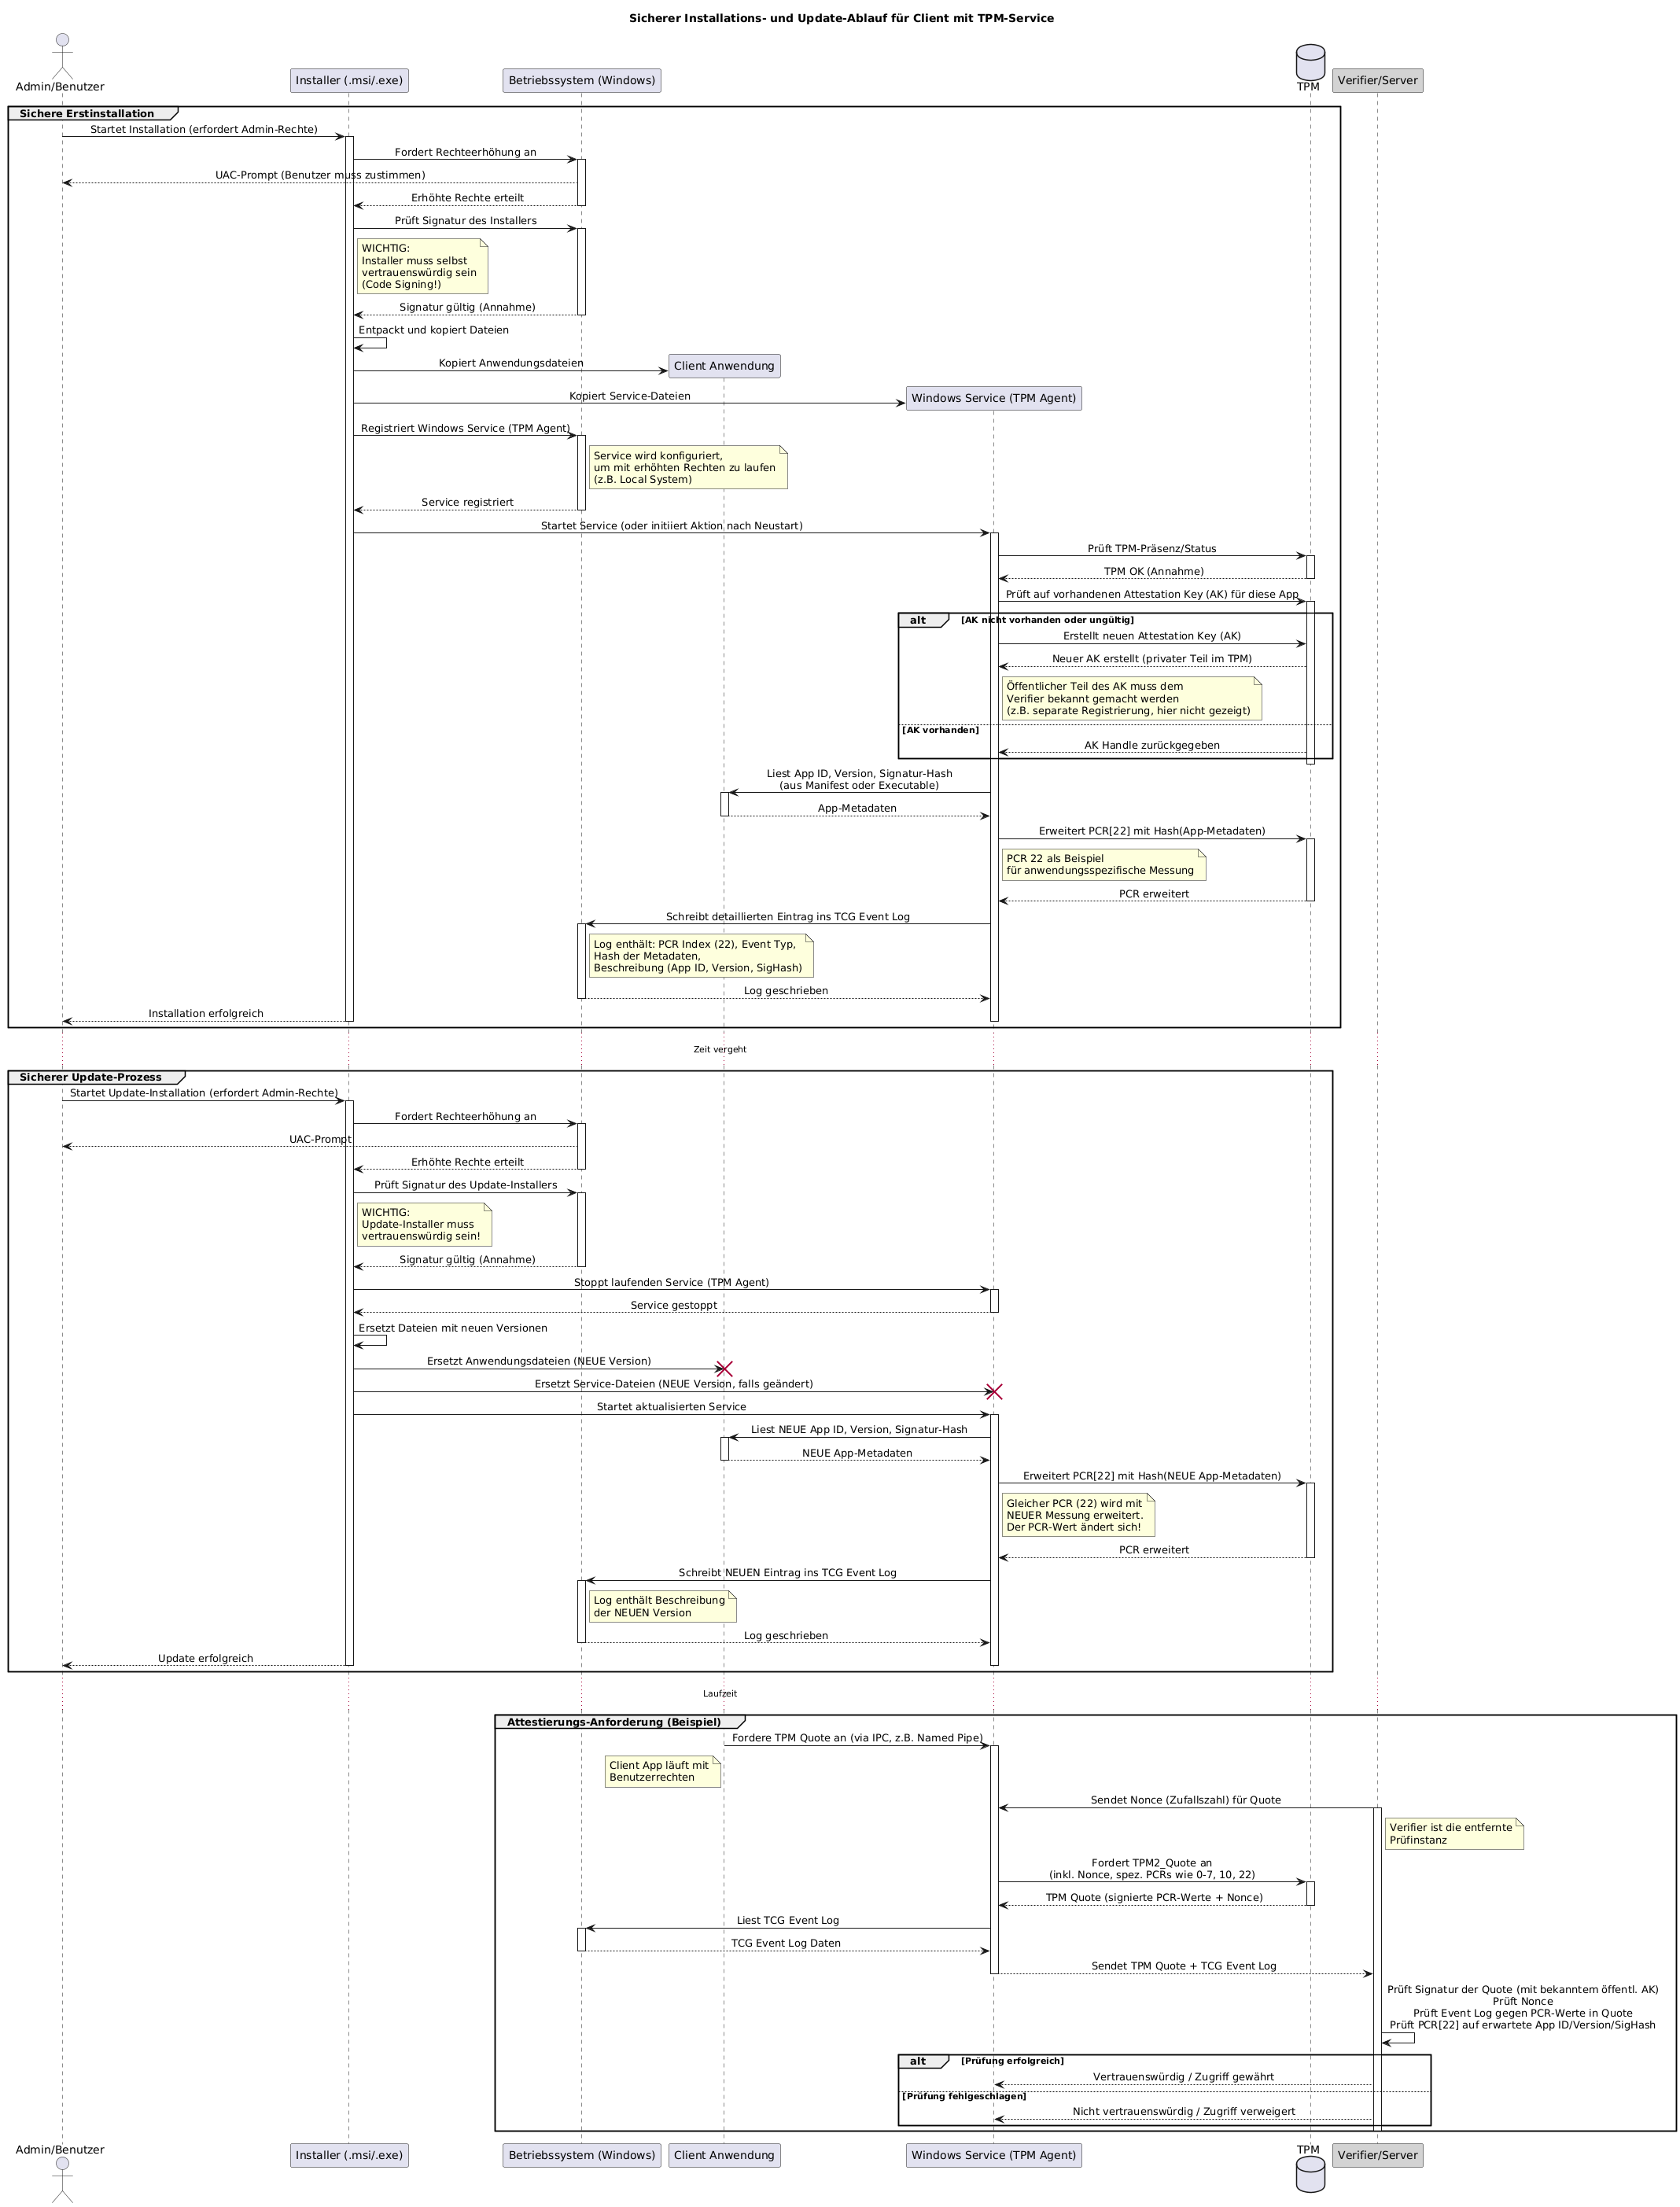 Sicherer Installations- und Update-Ablauf für Client mit TPM-Service
Admin/Benutzer
Installer (.msi/.exe)
Betriebssystem (Windows)
TPM
Verifier/Server
Sichere Erstinstallation
Startet Installation (erfordert Admin-Rechte)
Fordert Rechteerhöhung an
UAC-Prompt (Benutzer muss zustimmen)
Erhöhte Rechte erteilt
Prüft Signatur des Installers
WICHTIG:
Installer muss selbst
vertrauenswürdig sein
(Code Signing!)
Signatur gültig (Annahme)
Entpackt und kopiert Dateien
Kopiert Anwendungsdateien
Client Anwendung
Kopiert Service-Dateien
Windows Service (TPM Agent)
Registriert Windows Service (TPM Agent)
Service wird konfiguriert,
um mit erhöhten Rechten zu laufen
(z.B. Local System)
Service registriert
Startet Service (oder initiiert Aktion nach Neustart)
Prüft TPM-Präsenz/Status
TPM OK (Annahme)
Prüft auf vorhandenen Attestation Key (AK) für diese App
alt
[AK nicht vorhanden oder ungültig]
Erstellt neuen Attestation Key (AK)
Neuer AK erstellt (privater Teil im TPM)
Öffentlicher Teil des AK muss dem
Verifier bekannt gemacht werden
(z.B. separate Registrierung, hier nicht gezeigt)
[AK vorhanden]
AK Handle zurückgegeben
Liest App ID, Version, Signatur-Hash
(aus Manifest oder Executable)
App-Metadaten
Erweitert PCR[22] mit Hash(App-Metadaten)
PCR 22 als Beispiel
für anwendungsspezifische Messung
PCR erweitert
Schreibt detaillierten Eintrag ins TCG Event Log
Log enthält: PCR Index (22), Event Typ,
Hash der Metadaten,
Beschreibung (App ID, Version, SigHash)
Log geschrieben
Installation erfolgreich
Zeit vergeht
Sicherer Update-Prozess
Startet Update-Installation (erfordert Admin-Rechte)
Fordert Rechteerhöhung an
UAC-Prompt
Erhöhte Rechte erteilt
Prüft Signatur des Update-Installers
WICHTIG:
Update-Installer muss
vertrauenswürdig sein!
Signatur gültig (Annahme)
Stoppt laufenden Service (TPM Agent)
Service gestoppt
Ersetzt Dateien mit neuen Versionen
Ersetzt Anwendungsdateien (NEUE Version)
Ersetzt Service-Dateien (NEUE Version, falls geändert)
Startet aktualisierten Service
Liest NEUE App ID, Version, Signatur-Hash
NEUE App-Metadaten
Erweitert PCR[22] mit Hash(NEUE App-Metadaten)
Gleicher PCR (22) wird mit
NEUER Messung erweitert.
Der PCR-Wert ändert sich!
PCR erweitert
Schreibt NEUEN Eintrag ins TCG Event Log
Log enthält Beschreibung
der NEUEN Version
Log geschrieben
Update erfolgreich
Laufzeit
Attestierungs-Anforderung (Beispiel)
Fordere TPM Quote an (via IPC, z.B. Named Pipe)
Client App läuft mit
Benutzerrechten
Sendet Nonce (Zufallszahl) für Quote
Verifier ist die entfernte
Prüfinstanz
Fordert TPM2_Quote an
(inkl. Nonce, spez. PCRs wie 0-7, 10, 22)
TPM Quote (signierte PCR-Werte + Nonce)
Liest TCG Event Log
TCG Event Log Daten
Sendet TPM Quote + TCG Event Log
Prüft Signatur der Quote (mit bekanntem öffentl. AK)
Prüft Nonce
Prüft Event Log gegen PCR-Werte in Quote
Prüft PCR[22] auf erwartete App ID/Version/SigHash
alt
[Prüfung erfolgreich]
Vertrauenswürdig / Zugriff gewährt
[Prüfung fehlgeschlagen]
Nicht vertrauenswürdig / Zugriff verweigert
Admin/Benutzer
Installer (.msi/.exe)
Betriebssystem (Windows)
Client Anwendung
Windows Service (TPM Agent)
TPM
Verifier/Server